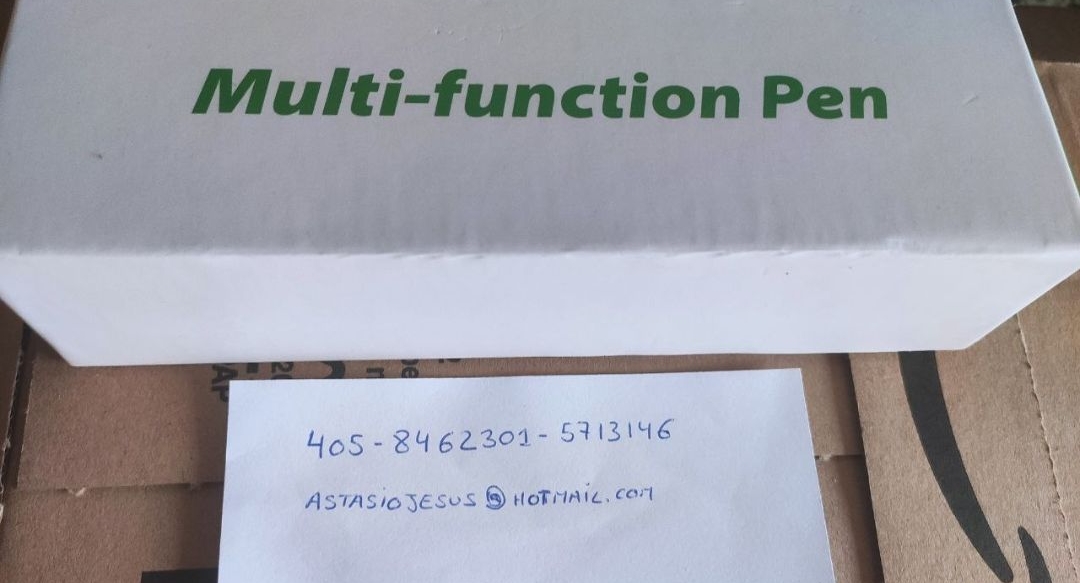 Multi-function Pen
405-8462301-5713146
ASTASIOJESUS@HOTMAIL.COM